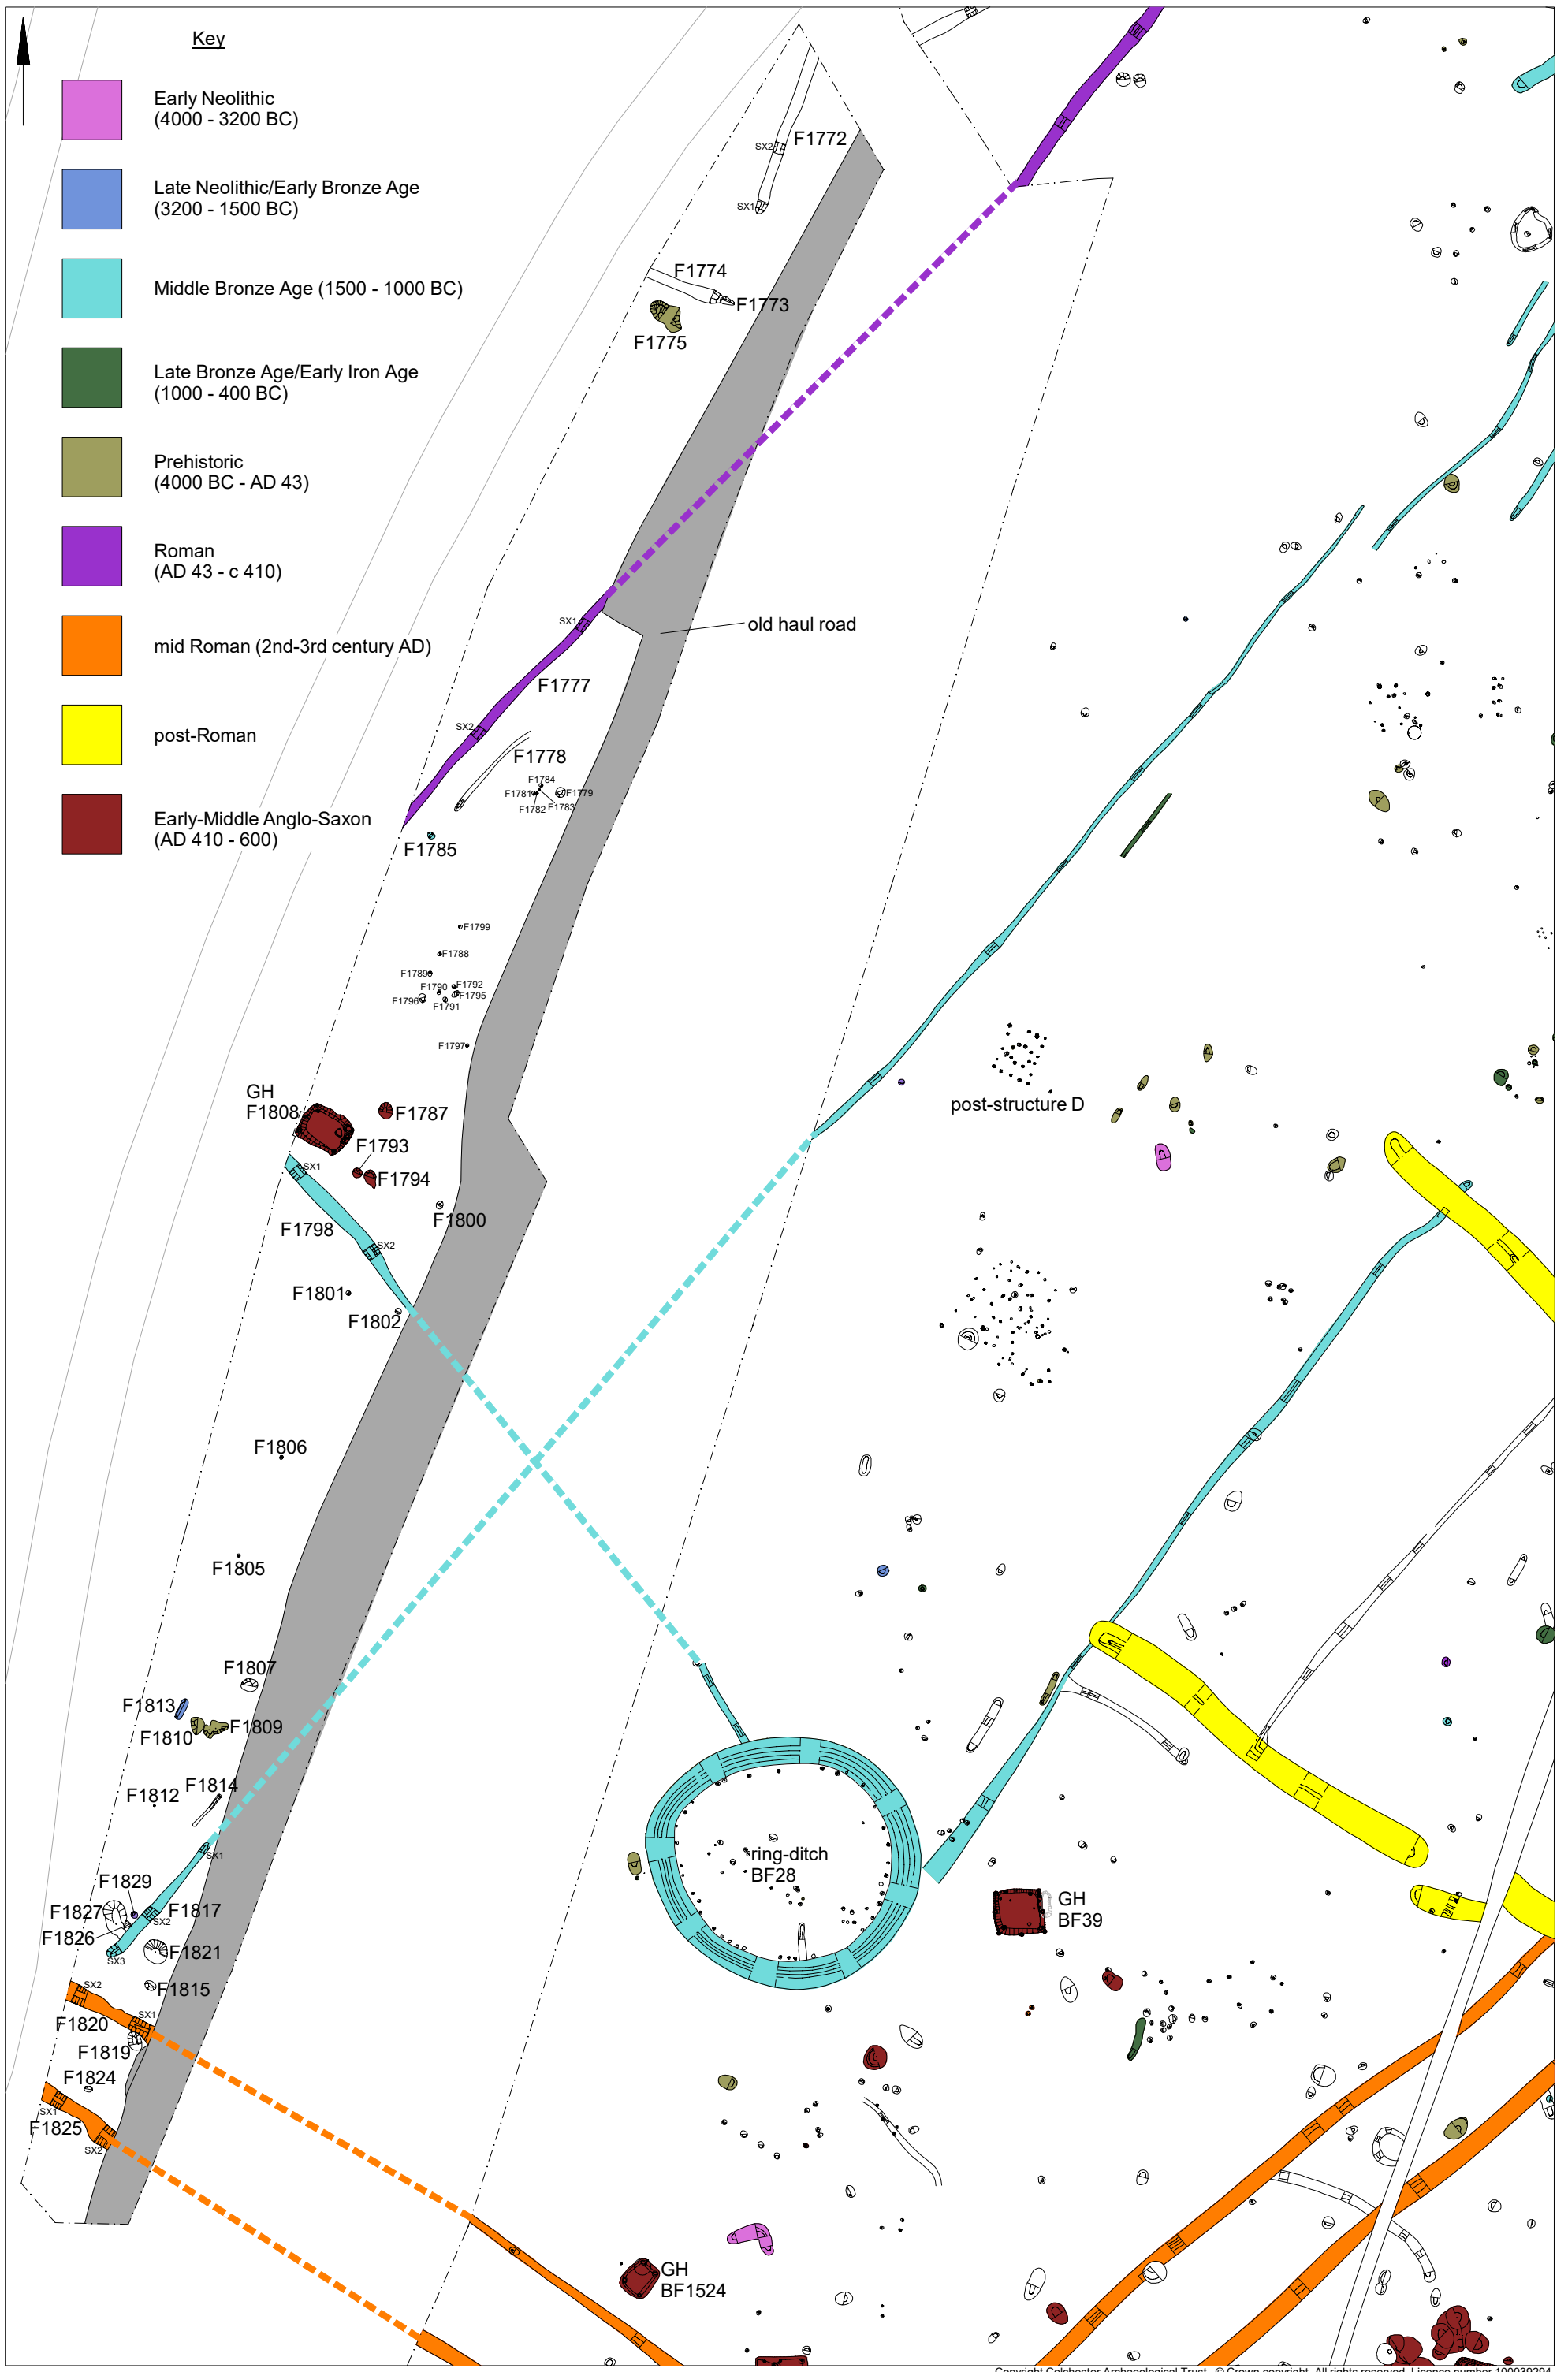 Key
Early Neolithic
(4000 - 3200 BC)
Late Neolithic/Early Bronze Age
(3200 - 1500 BC)
Middle Bronze Age (1500 - 1000 BC)
Late Bronze Age/Early Iron Age
(1000 - 400 BC)
Prehistoric
(4000 BC - AD 43)
Roman
(AD 43 - c 410)
mid Roman (2nd-3rd century AD)
post-Roman
Early-Middle Anglo-Saxon
(AD 410 - 600)
F1772
SX2
SX1
F1774
F1773
F1775
SX1
old haul road
F1777
SX2
F1778
F1784
F1781
F1779
F1782
F1783
F1785
F1799
F1788
F1789
F1790
F1792
F1795
F1796
F1791
F1797
GH
F1808
F1787
F1793
F1794
SX1
F1800
F1798
SX2
F1801
F1802
post-structure D
F1806
F1805
F1807
F1813
F1810
F1809
F1812
F1814
SX1
F1829
F1827
F1817
SX2
F1826
SX3
F1821
F1815
SX2
SX1
F1820
F1819
F1824
SX1
F1825
SX2
ring-ditch
BF28
GH
BF39
GH
BF1524